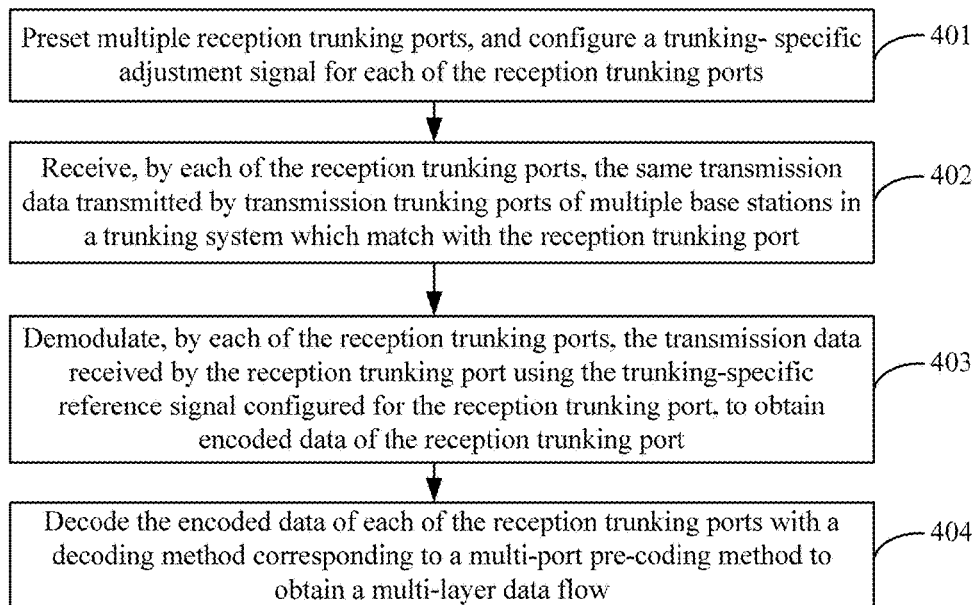 Preset multiple reception trunking ports, and configure a trunking- specific
adjustment signal for each of the reception trunking ports
401
Receive, by each of the reception trunking ports, the same transmission
data transmitted by transmission trunking ports of multiple base stations in
a trunking system which match with the reception trunking port
402
Demodulate, by each of the reception trunking ports, the transmission data
received by the reception trunking port using the trunking-specific
reference signal configured for the reception trunking port, to obtain
encoded data of the reception trunking port
403
Decode the encoded data of each of the reception trunking ports with a
decoding method corresponding to a multi-port pre-coding method to
obtain a multi-layer data flow
404